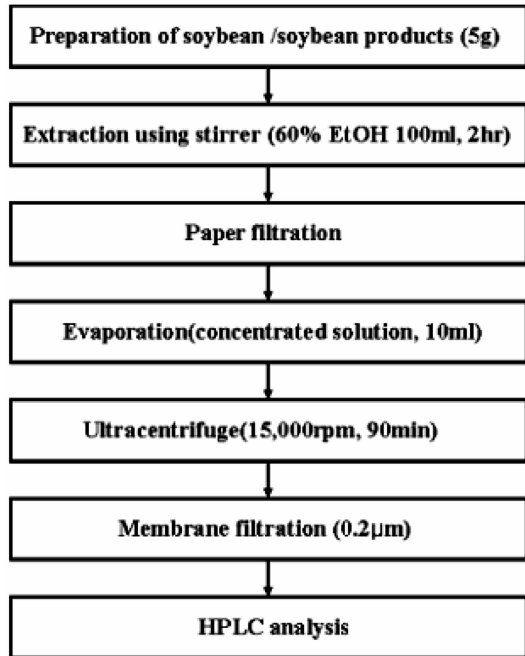 Preparation of soybean /soybean products (5g)
Extraction using stirrer (60% EtOH 100ml, 2hr)
Paper filtration
Evaporation(concentrated solution, 10ml)
Ultracentrifuge(15,000rpm, 90min)
Membrane filtration (0.2μm)
HPLC analysis